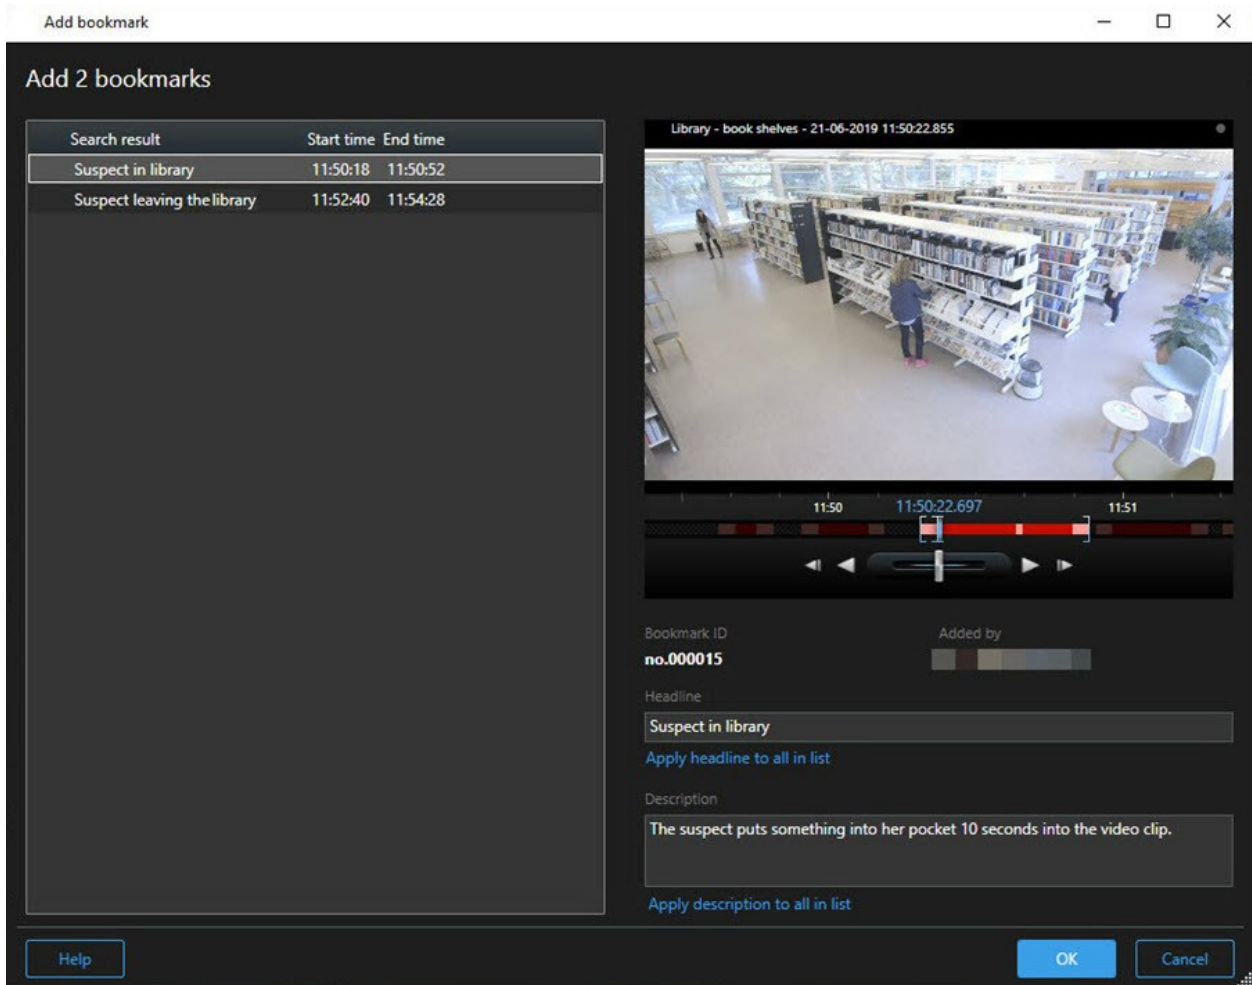 Add bookmark
Add 2 bookmarks
Search result Start time End time
Suspect in library 11:50:18 11:50:52
Suspect leaving the library 11:52:40 11:54:28
Library - book shelves - 21-06-2019 11:50:22.855
11:50 11:50:22.697 11:51
Bookmark ID Added by
no.000015
Headline
Suspect in library
Apply headline to all in list
Description
The suspect puts something into her pocket 10 seconds into the video clip.
Apply description to all in list
Help OK Cancel